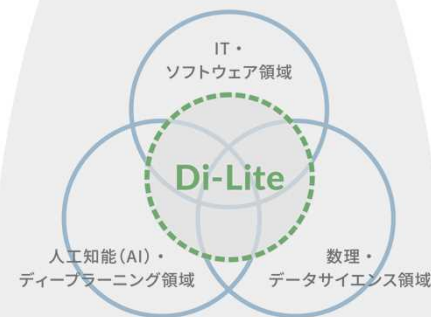 IT・
ソフトウェア領域
Di-Lite
人工知能(AI)・
ディープラーニング領域
数理・
データサイエンス領域